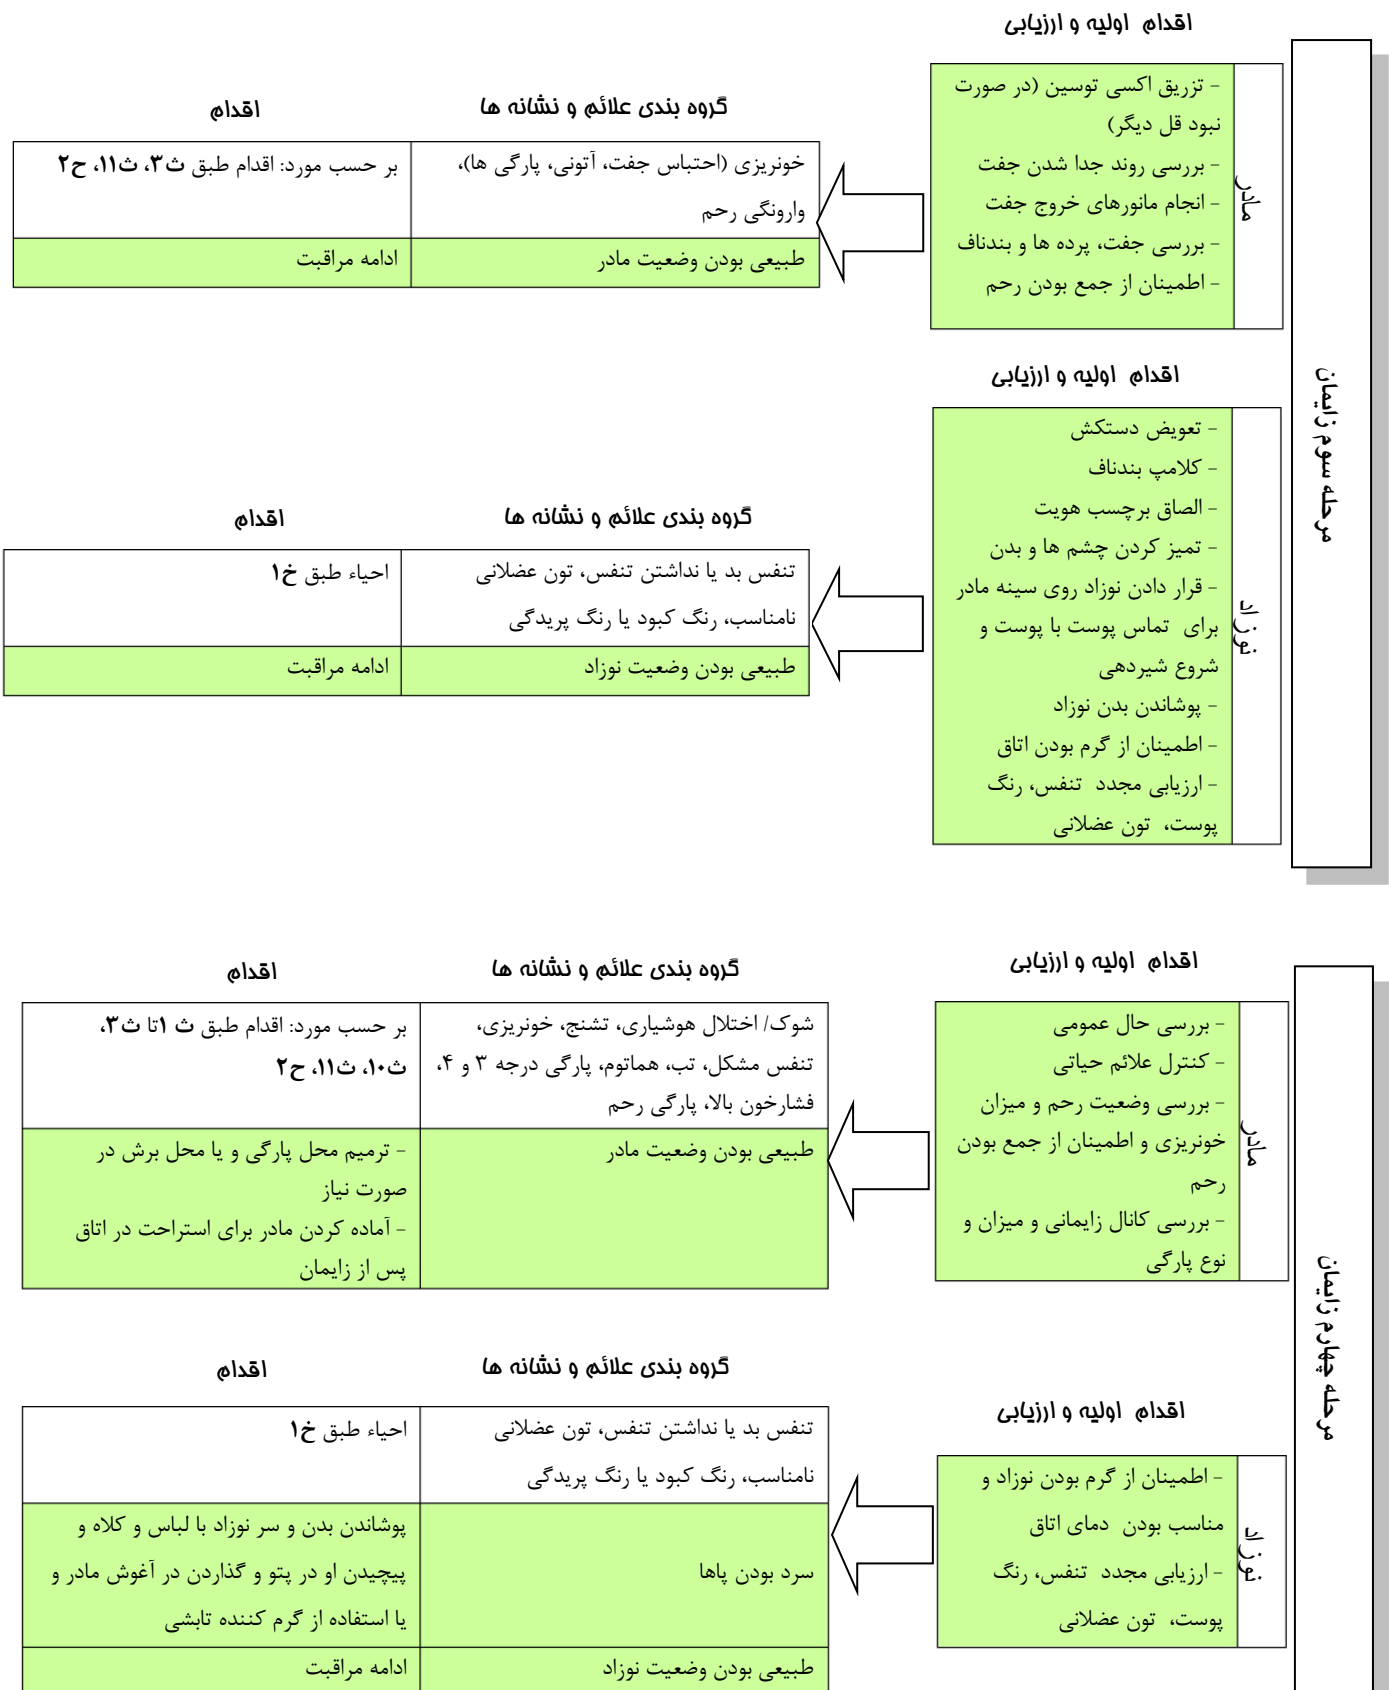 مرحله سوم زایمان
اقدام اولیه و ارزیابی
مادر
- تزریق اکسی توسین (در صورت
نبود قل دیگر)
- بررسی روند جدا شدن جفت
- انجام مانورهای خروج جفت
- بررسی جفت، پرده ها و بندناف
- اطمینان از جمع بودن رحم
گروه بندی علائم و نشانه ها
اقدام
خونریزی (احتباس جفت، آتونی، پارگی ها)،
وارونگی رحم
بر حسب مورد: اقدام طبق ث۳، ث۱۱، ح۲
طبیعی بودن وضعیت مادر
ادامه مراقبت
اقدام اولیه و ارزیابی
نوزاد
- تعویض دستکش
- کلامپ بندناف
- الصاق برچسب هویت
- تمیز کردن چشم ها و بدن
- قرار دادن نوزاد روی سینه مادر
برای تماس پوست با پوست و
شروع شیردهی
- پوشاندن بدن نوزاد
- اطمینان از گرم بودن اتاق
- ارزیابی مجدد تنفس، رنگ
پوست، تون عضلانی
گروه بندی علائم و نشانه ها
اقدام
تنفس بد یا نداشتن تنفس، تون عضلانی
نامناسب، رنگ کبود یا رنگ پریدگی
احیاء طبق خ۱
طبیعی بودن وضعیت نوزاد
ادامه مراقبت
مرحله چهارم زایمان
اقدام اولیه و ارزیابی
مادر
- بررسی حال عمومی
- کنترل علائم حیاتی
- بررسی وضعیت رحم و میزان
خونریزی و اطمینان از جمع بودن
رحم
- بررسی کانال زایمانی و میزان و
نوع پارگی
گروه بندی علائم و نشانه ها
اقدام
شوک/ اختلال هوشیاری، تشنج، خونریزی،
تنفس مشکل، تب، هماتوم، پارگی درجه ۳ و ۴،
فشارخون بالا، پارگی رحم
بر حسب مورد: اقدام طبق ث ۱تا ث۳،
ث۱۰، ث۱۱، ح۲
طبیعی بودن وضعیت مادر
- ترمیم محل پارگی و یا محل برش در
صورت نیاز
- آماده کردن مادر برای استراحت در اتاق
پس از زایمان
اقدام اولیه و ارزیابی
نوزاد
- اطمینان از گرم بودن نوزاد و
مناسب بودن دمای اتاق
- ارزیابی مجدد تنفس، رنگ
پوست، تون عضلانی
گروه بندی علائم و نشانه ها
اقدام
تنفس بد یا نداشتن تنفس، تون عضلانی
نامناسب، رنگ کبود یا رنگ پریدگی
احیاء طبق خ۱
سرد بودن پاها
پوشاندن بدن و سر نوزاد با لباس و کلاه و
پیچیدن او در پتو و گذاردن در آغوش مادر و
یا استفاده از گرم کننده تابشی
طبیعی بودن وضعیت نوزاد
ادامه مراقبت